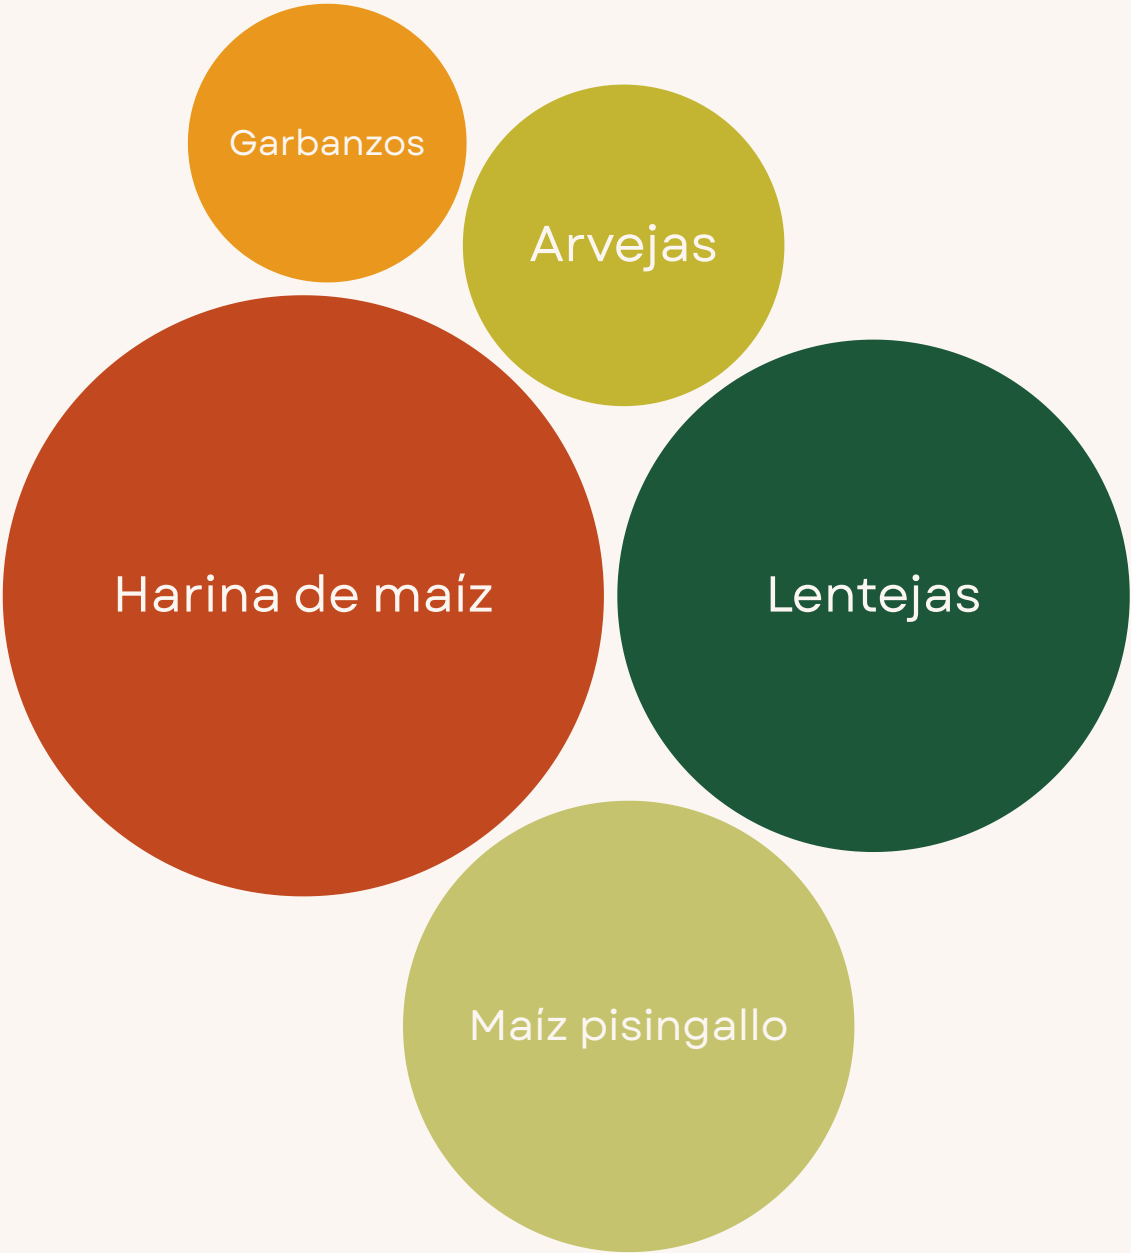 Garbanzos
Arvejas
Harina de maíz
Lentejas
Maíz pisingallo